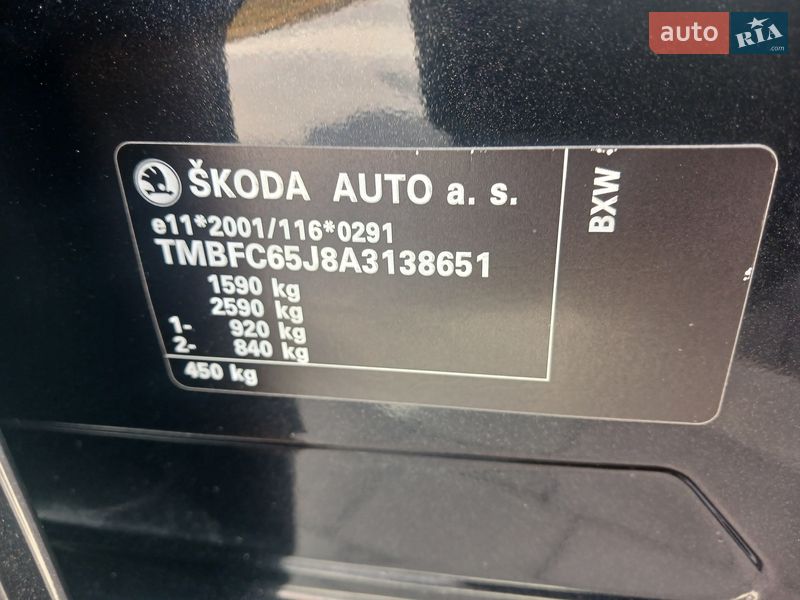 auto RIA .com
ŠKODA AUTO a. s.
e11*2001/116*0291
TMBFC65J8A3138651
1590 kg
2590 kg
1- 920 kg
2- 840 kg
450 kg
BXW